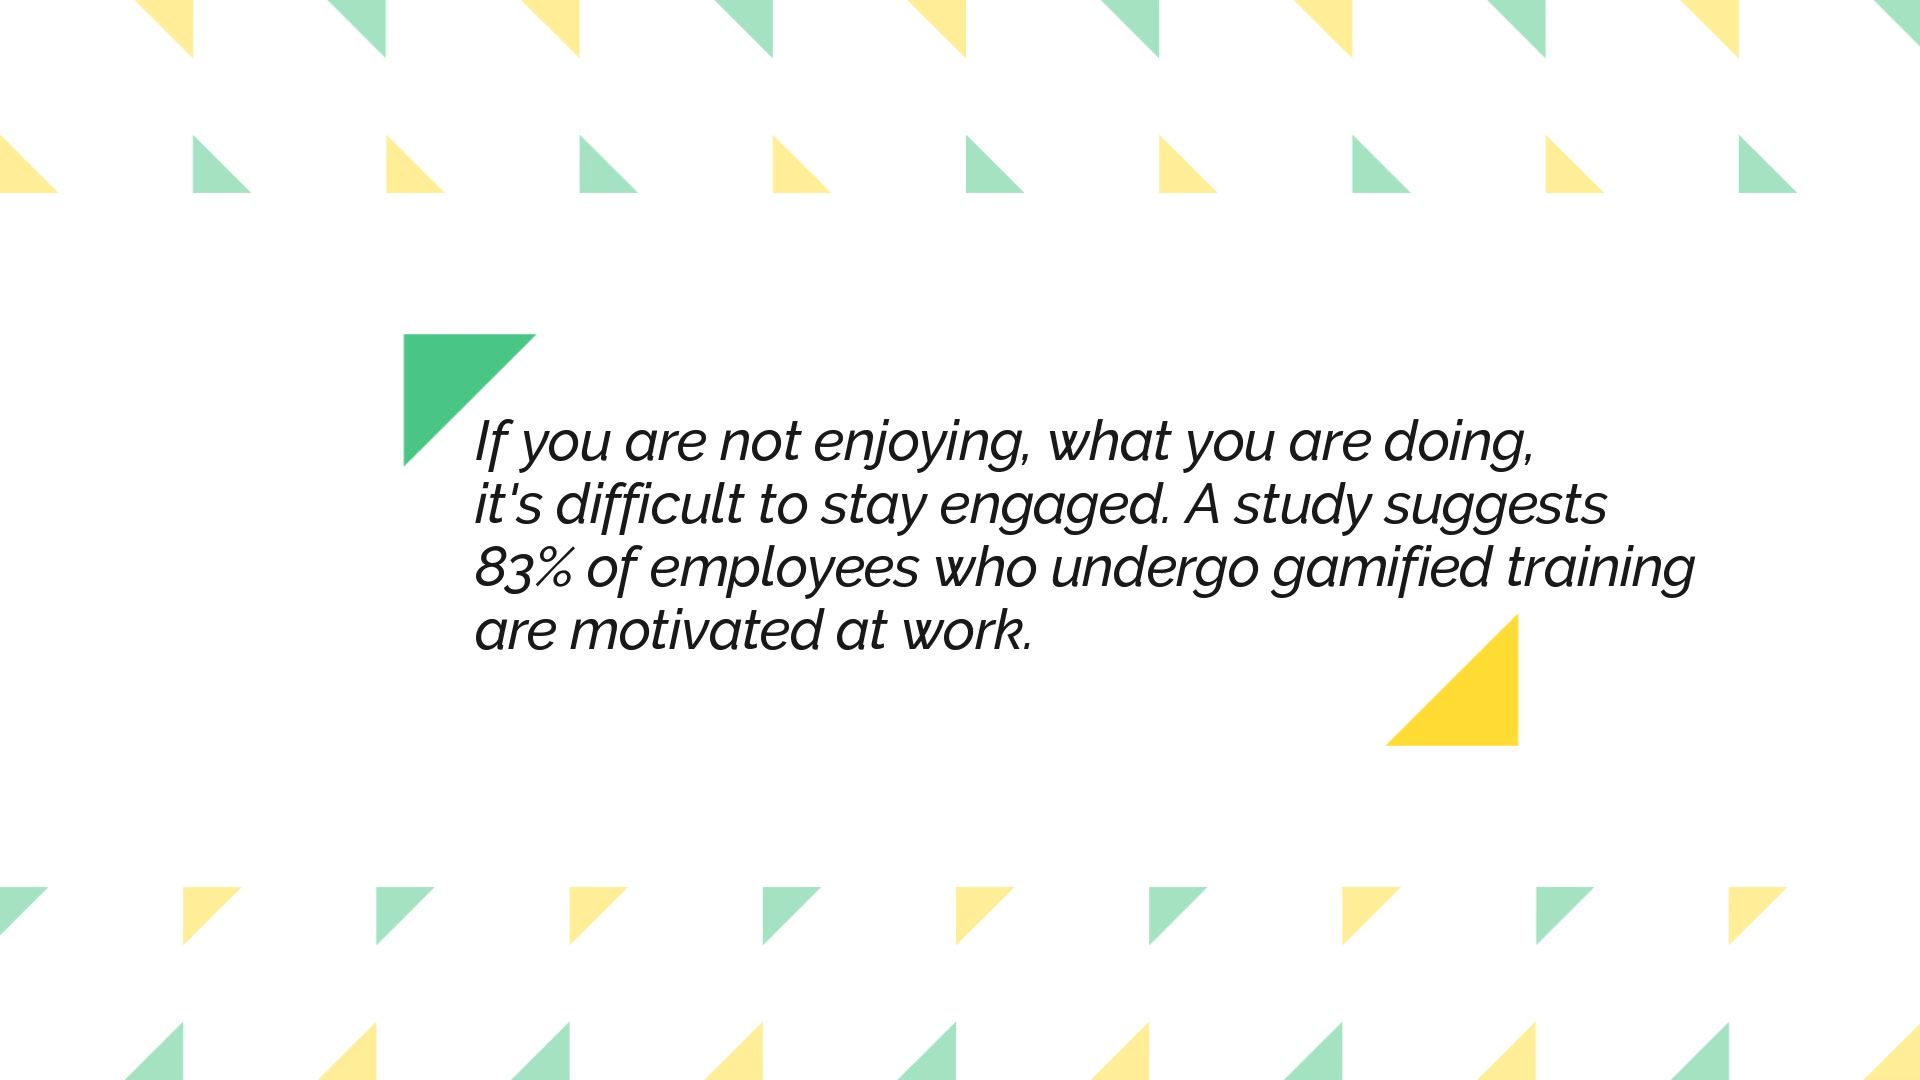 If you are not enjoying, what you are doing,
it's difficult to stay engaged. A study suggests
83% of employees who undergo gamified training
are motivated at work.